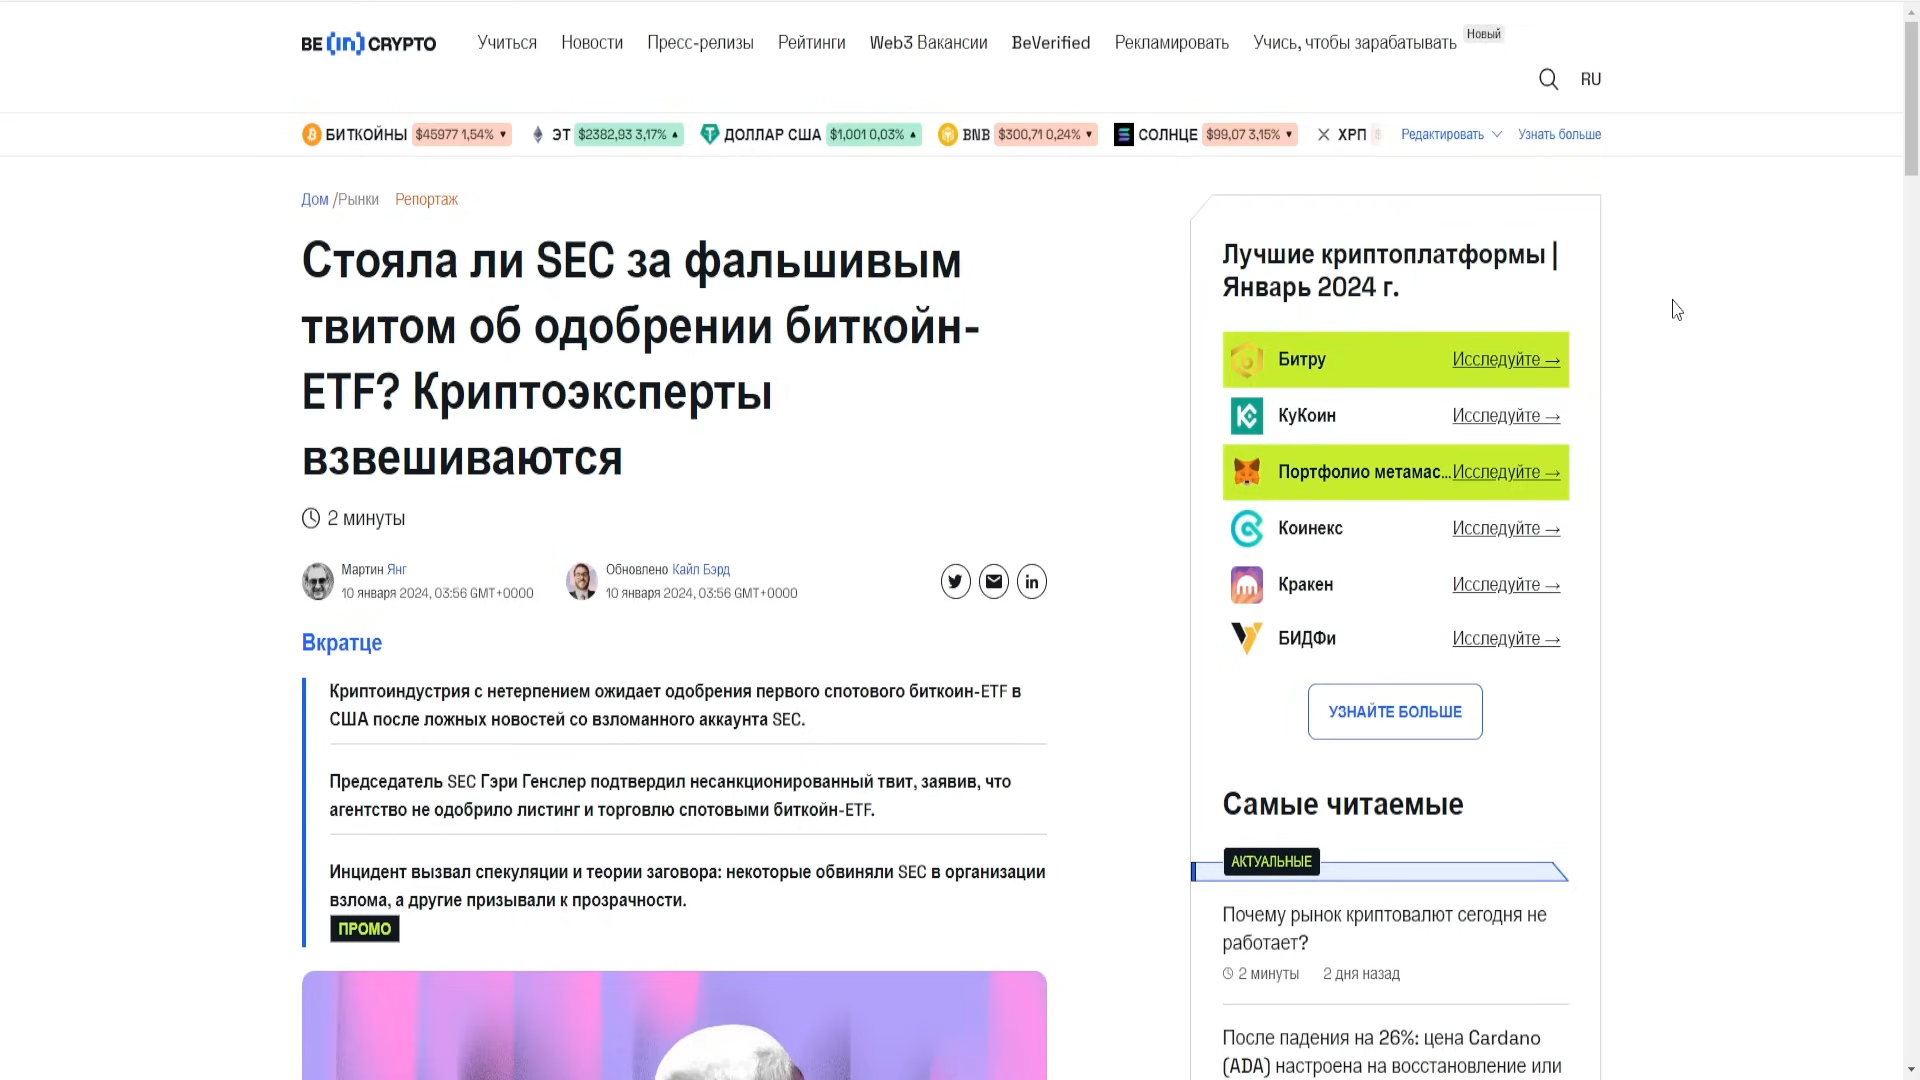 BE[in]CRYPTO Учиться Новости Пресс-релизы Рейтинги Web3 Вакансии BeVerified Рекламировать Учись, чтобы зарабатывать Новый
RU
БИТКОЙНЫ $45977 1,54% ▼ ЭТ $2382,93 3,17% ▲ ДОЛЛАР США $1,001 0,03% ▲ BNB $300,71 0,24% ▼ СОЛНЦЕ $99,07 3,15% ▼ ХРП Редактировать Узнать больше
Дом /Рынки Репортаж
Стояла ли SEC за фальшивым
твитом об одобрении биткойн-
ETF? Криптоэксперты
взвешиваются
2 минуты
Мартин Янг
10 января 2024, 03:56 GMT+0000
Обновлено Кайл Бэрд
10 января 2024, 03:56 GMT+0000
Вкратце
Криптоиндустрия с нетерпением ожидает одобрения первого спотового биткоин-ETF в
США после ложных новостей со взломанного аккаунта SEC.
Председатель SEC Гэри Генслер подтвердил несанкционированный твит, заявив, что
агентство не одобрило листинг и торговлю спотовыми биткойн-ETF.
Инцидент вызвал спекуляции и теории заговора: некоторые обвиняли SEC в организации
взлома, а другие призывали к прозрачности.
ПРОМО
Лучшие криптоплатформы |
Январь 2024 г.
Битру Исследуйте →
КуКоин Исследуйте →
Портфолио метамас... Исследуйте →
Коинекс Исследуйте →
Кракен Исследуйте →
БИДФи Исследуйте →
УЗНАЙТЕ БОЛЬШЕ
Самые читаемые
АКТУАЛЬНЫЕ
Почему рынок криптовалют сегодня не
работает?
2 минуты 2 дня назад
После падения на 26%: цена Cardano
(ADA) настроена на восстановление или